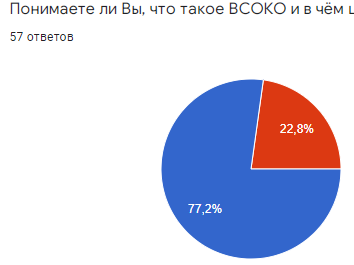 Понимаете ли Вы, что такое ВСОКО и в чём
57 ответов
22,8%
77,2%